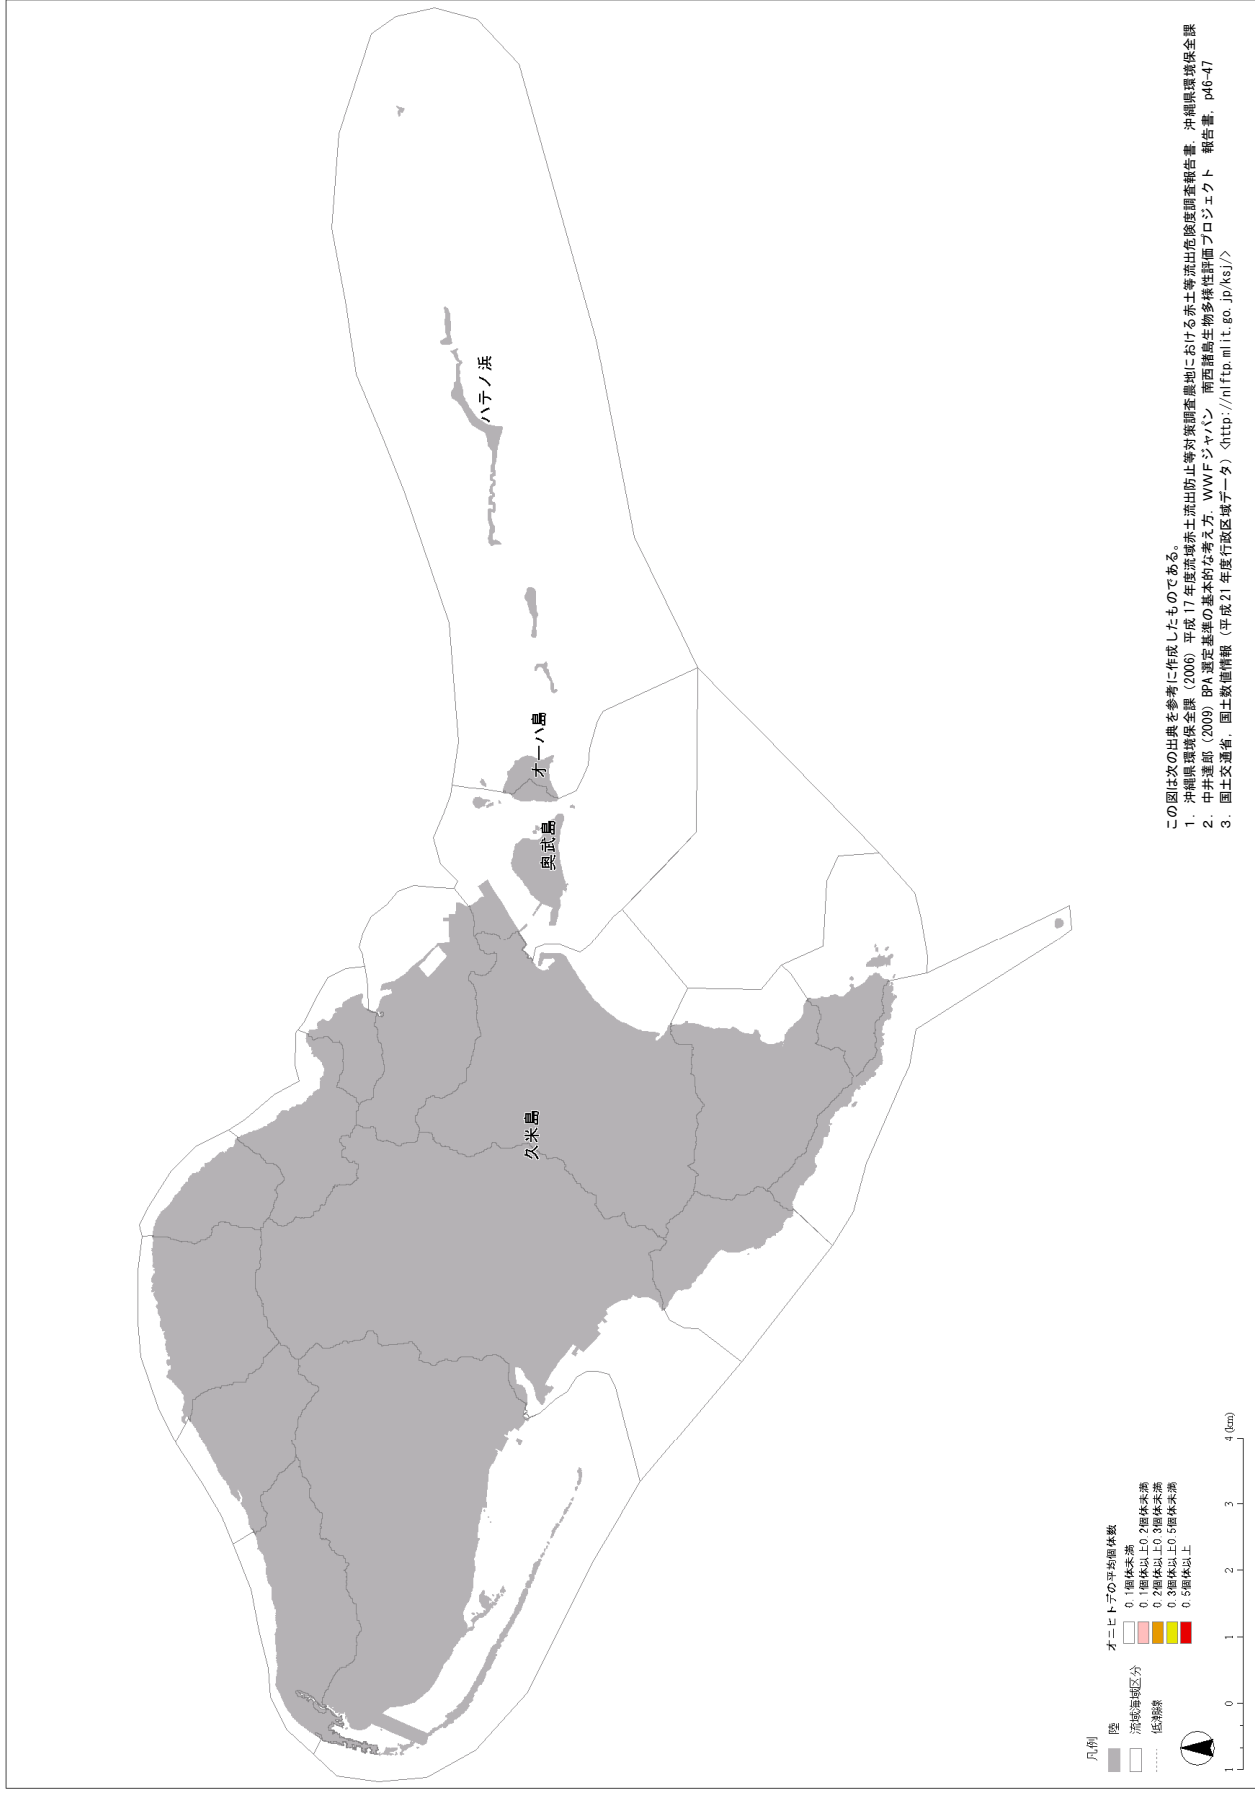 ハテノ浜
オーハ島
奥武島
久米島
この図は次の出典を参考に作成したものである。
1. 沖縄県環境保全課（2006）平成17年度流域赤土流出防止等対策調査農地における赤土等流出危険度調査報告書. 沖縄県環境保全課
2. 中井達郎（2009）BPA選定基準の基本的な考え方. WWFジャパン 南西諸島生物多様性評価プロジェクト 報告書. p46-47
3. 国土交通省. 国土数値情報（平成21年度行政区域データ）<http://nlftp.mlit.go.jp/ksj/>
凡例
陸
流域海域区分
低潮線
オニヒトデの平均個体数
0.1個体未満
0.1個体以上0.2個体未満
0.2個体以上0.3個体未満
0.3個体以上0.5個体未満
0.5個体以上
1 0 1 2 3 4 (km)